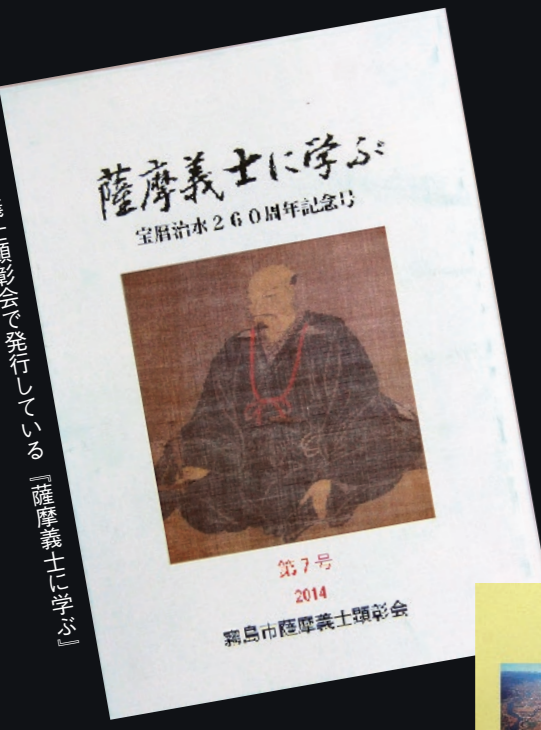 薩摩義士に学ぶ
宝暦治水260周年記念号
第7号
2014
霧島市薩摩義士顕彰会
士顕彰会で発行している『薩摩義士に学ぶ』